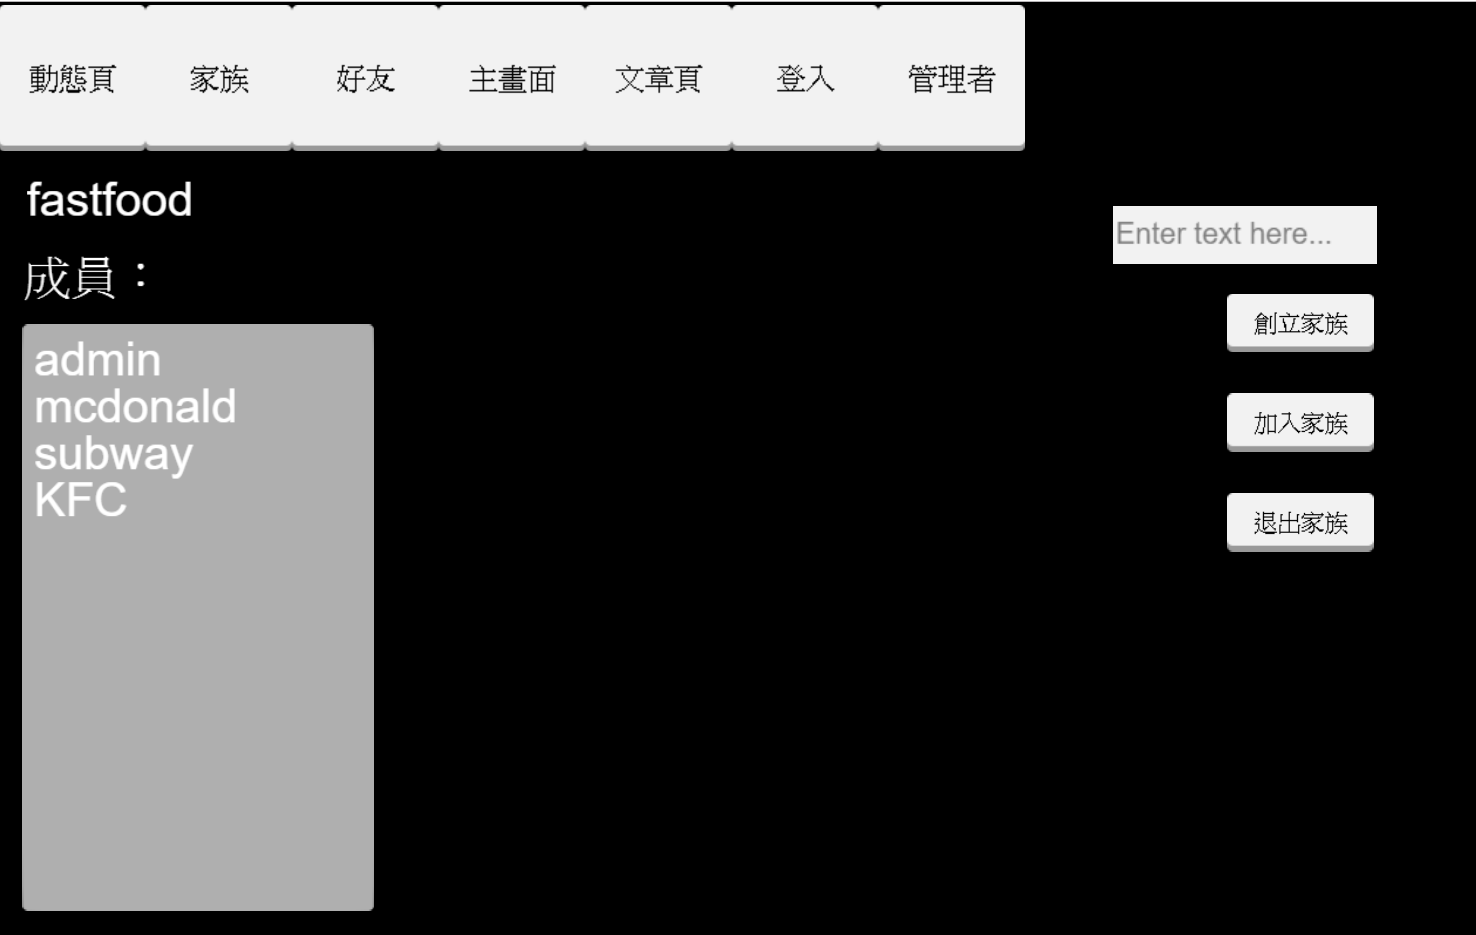 動態頁 家族 好友 主畫面 文章頁 登入 管理者
fastfood
Enter text here...
成員：
創立家族
admin
mcdonald
加入家族
subway
KFC
退出家族